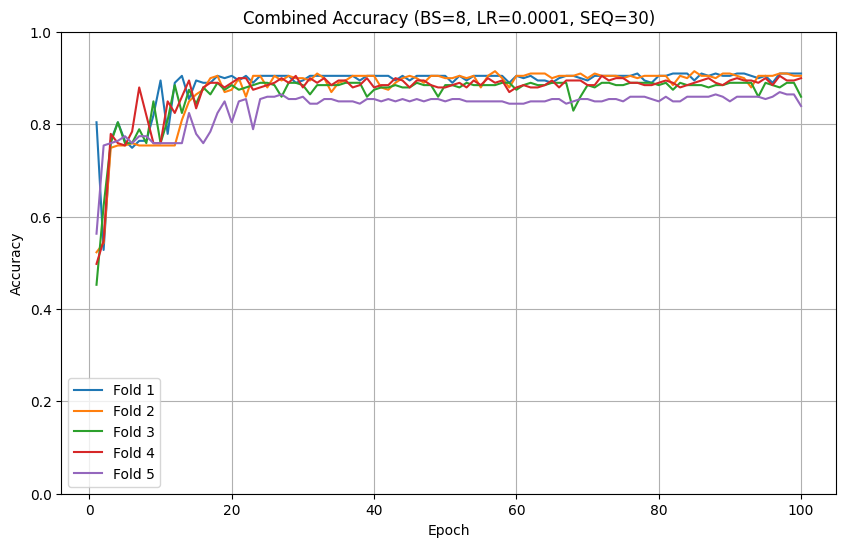 Combined Accuracy (BS=8, LR=0.0001, SEQ=30)
1.0
0.8
0.6
0.4
0.2
0.0
Accuracy
Fold 1
Fold 2
Fold 3
Fold 4
Fold 5
0 20 40 60 80 100
Epoch